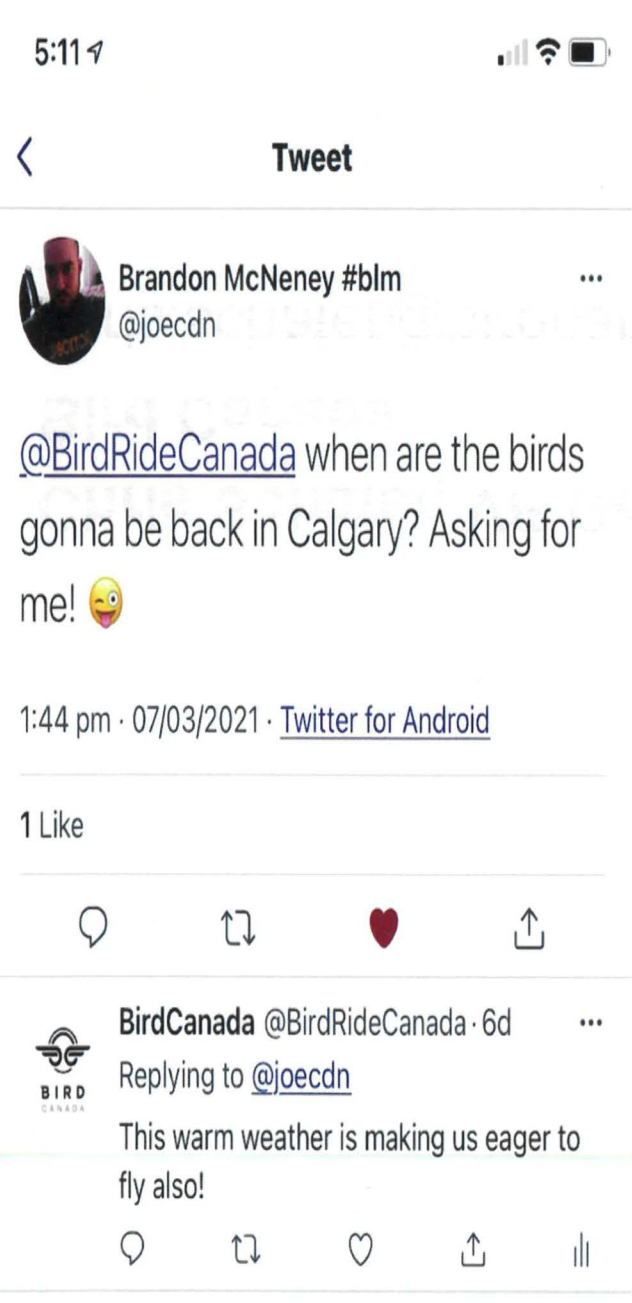 5:11
Tweet
Brandon McNeney #blm
@joecdn
@BirdRideCanada when are the birds
gonna be back in Calgary? Asking for
me! 😜
1:44 pm · 07/03/2021 · Twitter for Android
1 Like
BirdCanada @BirdRideCanada · 6d
Replying to @joecdn
BIRD
CANADA
This warm weather is making us eager to
fly also!